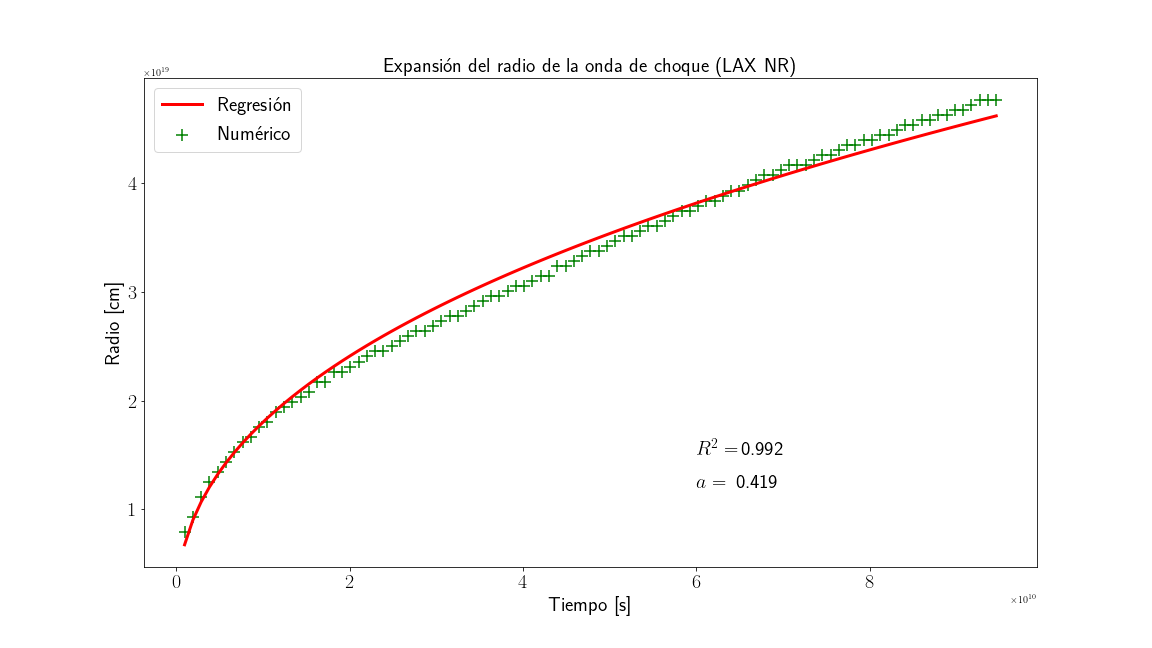 Expansión del radio de la onda de choque (LAX NR)
×10¹⁹
Regresión
Numérico
4
3
2
1
Radio [cm]
R² = 0.992
a = 0.419
0 2 4 6 8
×10¹⁰
Tiempo [s]